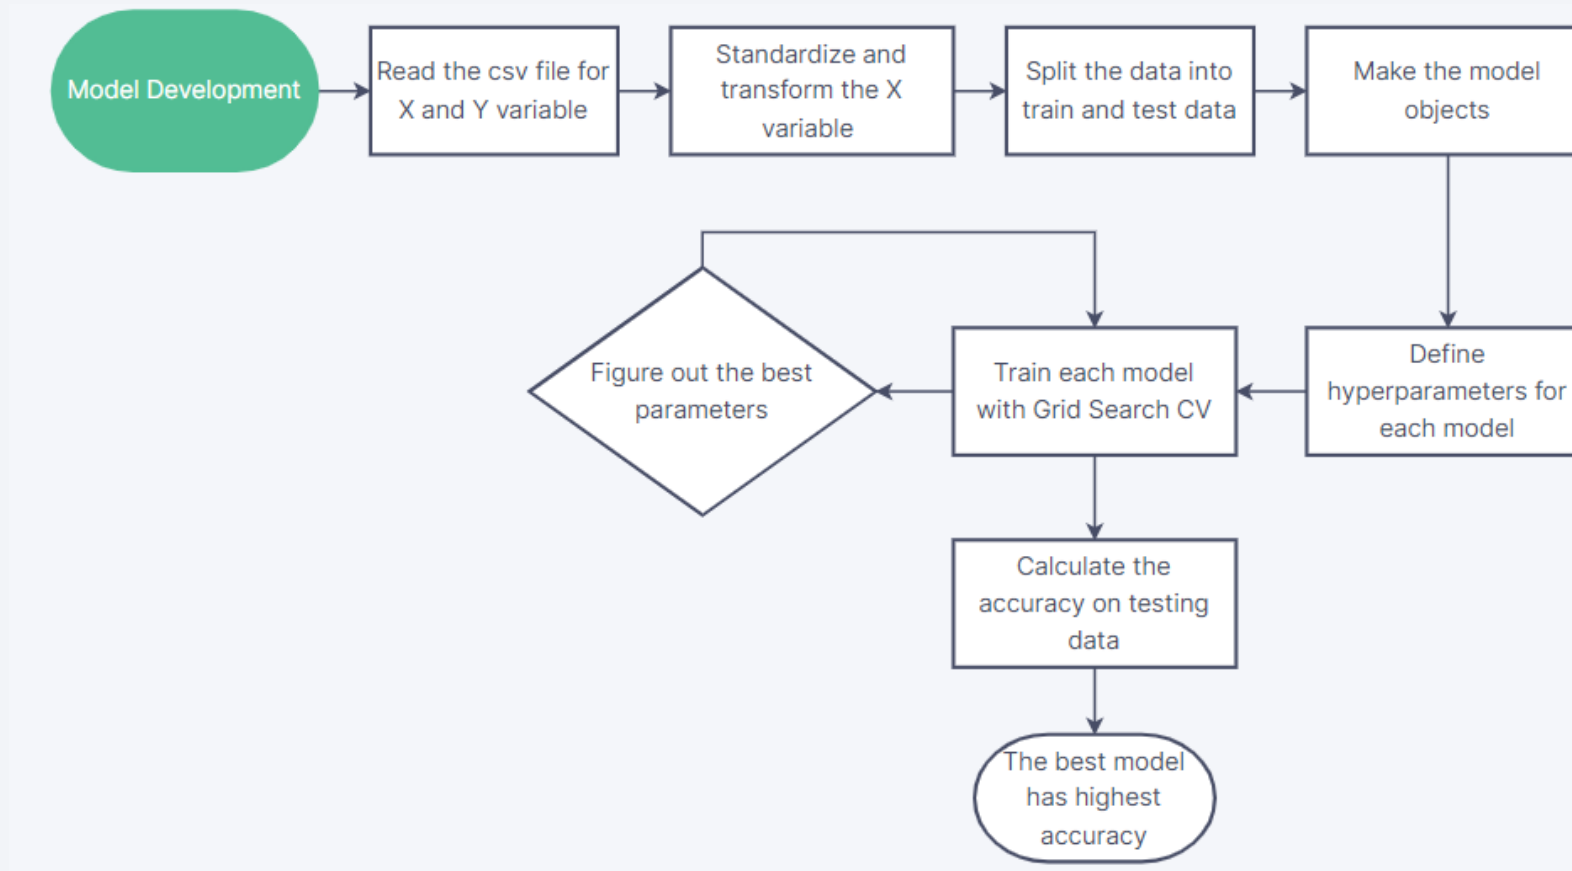 Model Development
Read the csv file for
X and Y variable
Standardize and
transform the X
variable
Split the data into
train and test data
Make the model
objects
Define
hyperparameters for
each model
Train each model
with Grid Search CV
Figure out the best
parameters
Calculate the
accuracy on testing
data
The best model
has highest
accuracy